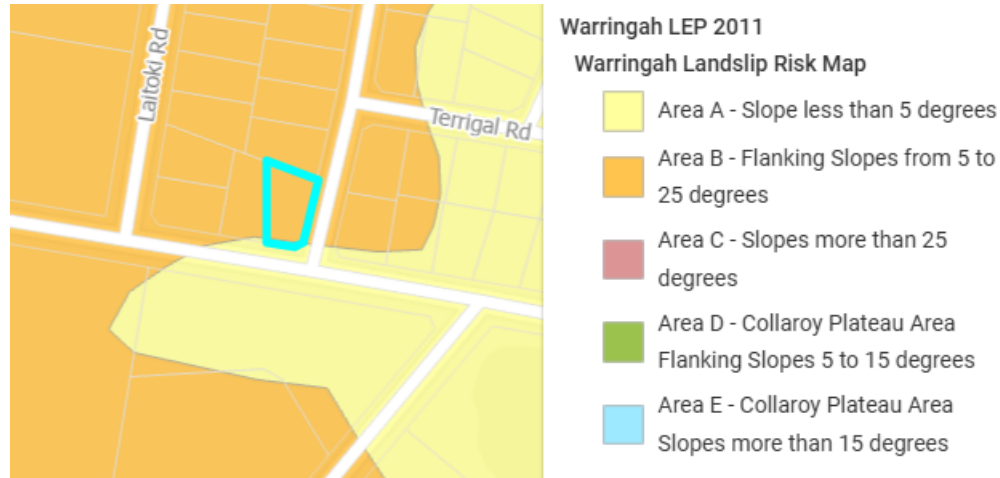 Laitoki Rd
Terrigal Rd
Warringah LEP 2011
Warringah Landslip Risk Map
Area A - Slope less than 5 degrees
Area B - Flanking Slopes from 5 to
25 degrees
Area C - Slopes more than 25
degrees
Area D - Collaroy Plateau Area
Flanking Slopes 5 to 15 degrees
Area E - Collaroy Plateau Area
Slopes more than 15 degrees